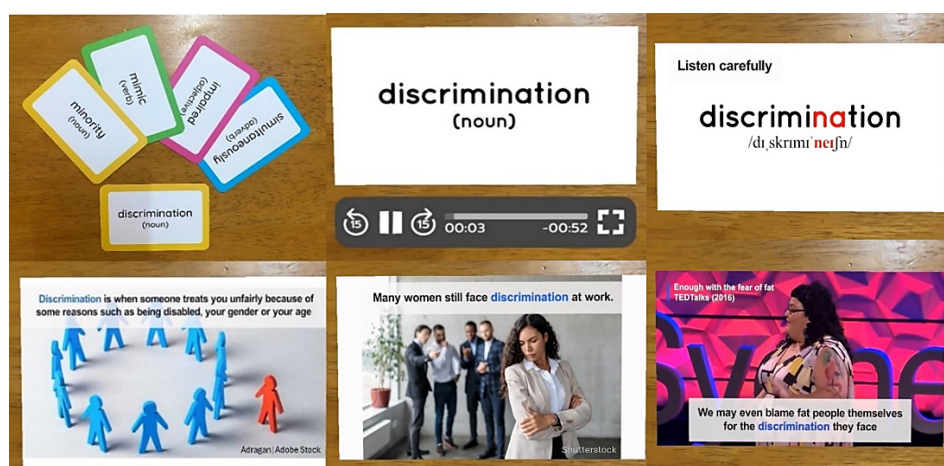 minority
(noun)
mimic
(verb)
impaired
(adjective)
simultaneously
(adverb)
discrimination
(noun)
discrimination
(noun)
15
15
00:03
-00:52
Listen carefully
discrimination
/dɪˌskrɪmɪˈneɪʃn/
Discrimination is when someone treats you unfairly because of
some reasons such as being disabled, your gender or your age
Adragan|Adobe Stock
Many women still face discrimination at work.
Shutterstock
Enough with the fear of fat
TEDTalks (2016)
We may even blame fat people themselves
for the discrimination they face